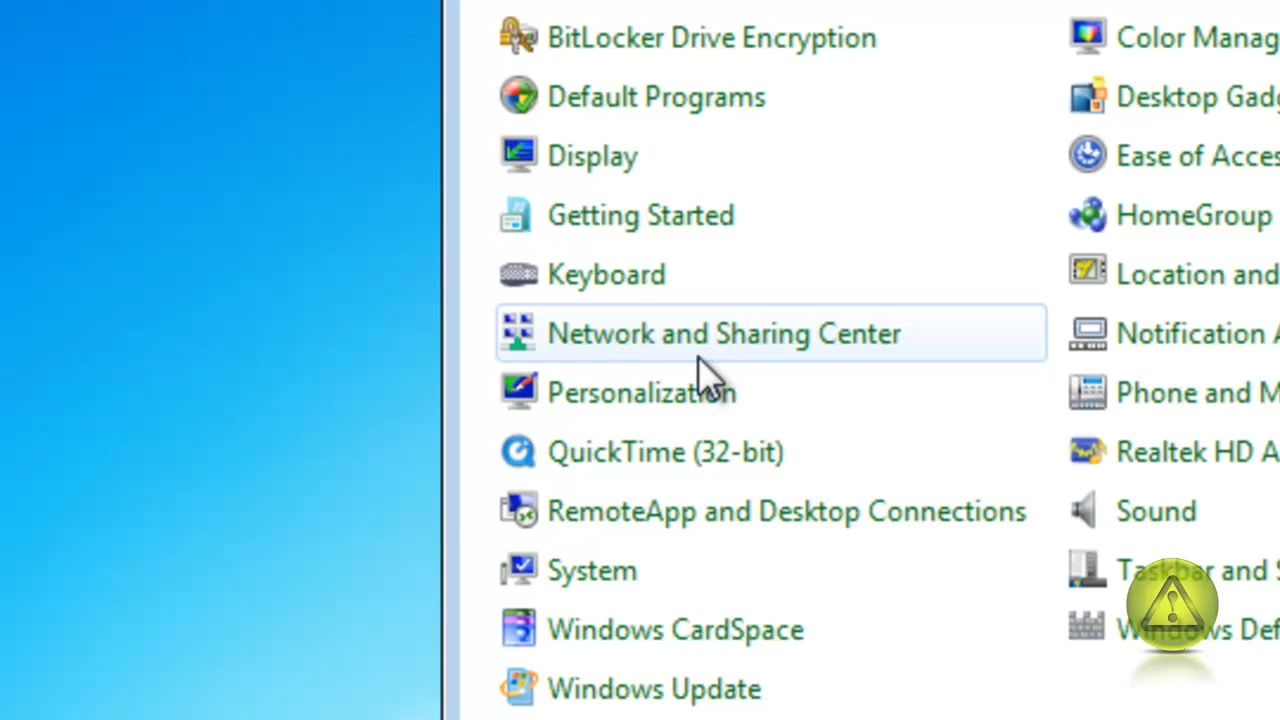 BitLocker Drive Encryption
Color Manag
Default Programs
Desktop Gadg
Display
Ease of Acces
Getting Started
HomeGroup
Keyboard
Location and
Network and Sharing Center
Notification A
Personalization
Phone and M
QuickTime (32-bit)
Realtek HD A
RemoteApp and Desktop Connections
Sound
System
Taskbar and S
Windows CardSpace
Windows Def
Windows Update